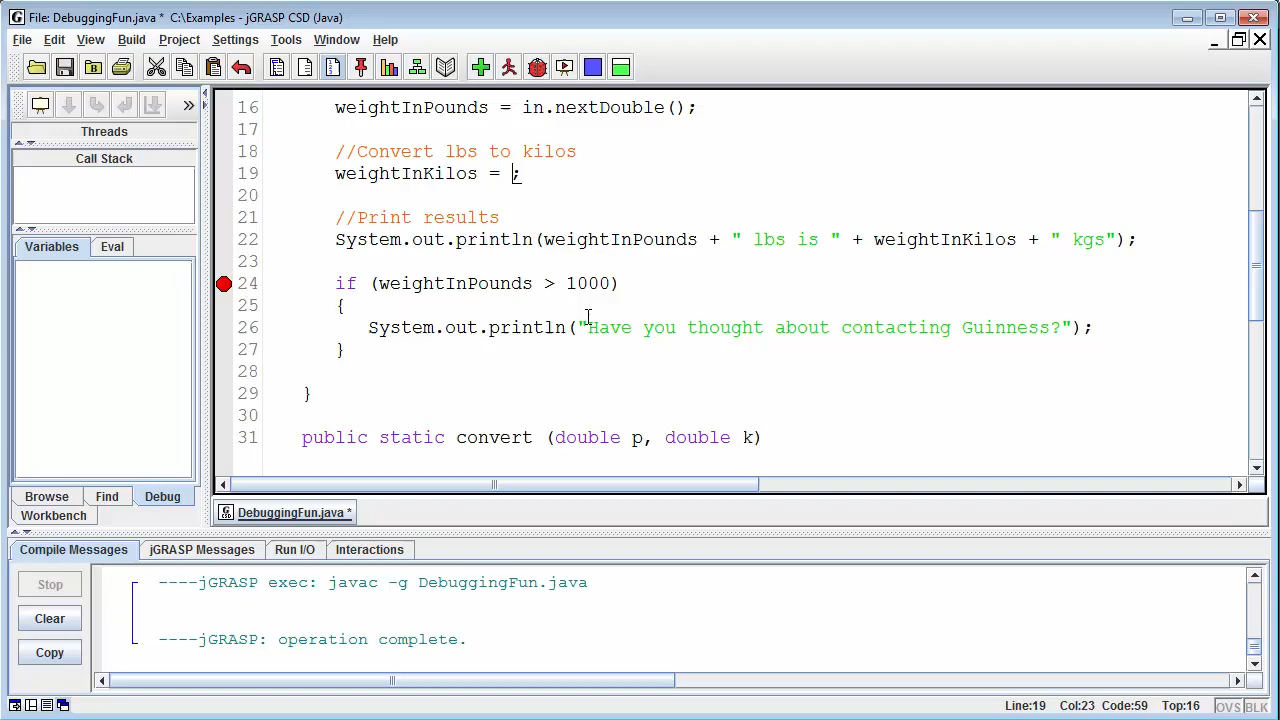 File: DebuggingFun.java * C:\Examples - jGRASP CSD (Java)
File Edit View Build Project Settings Tools Window Help
Threads
Call Stack
Variables Eval
Browse Find Debug
Workbench
16 weightInPounds = in.nextDouble();
17
18 //Convert lbs to kilos
19 weightInKilos = ;
20
21 //Print results
22 System.out.println(weightInPounds + " lbs is " + weightInKilos + " kgs");
23
24 if (weightInPounds > 1000)
25 {
26 System.out.println("Have you thought about contacting Guinness?");
27 }
28
29 }
30
31 public static convert (double p, double k)
DebuggingFun.java *
Compile Messages jGRASP Messages Run I/O Interactions
Stop
Clear
Copy
----jGRASP exec: javac -g DebuggingFun.java
----jGRASP: operation complete.
Line:19 Col:23 Code:59 Top:16 OVS BLK